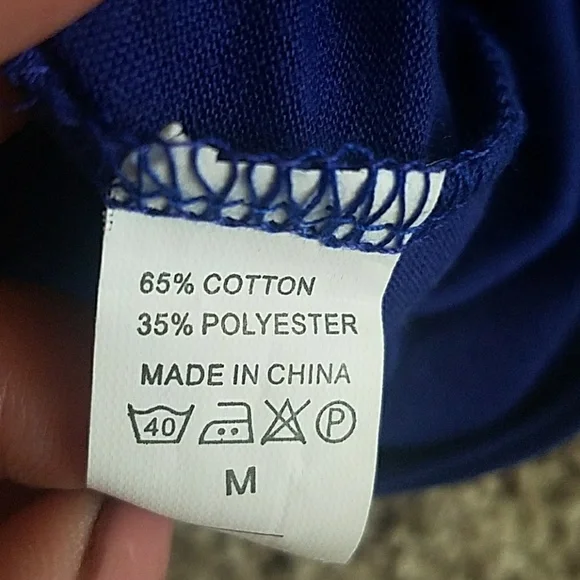 65% COTTON
35% POLYESTER
MADE IN CHINA
40 P
M